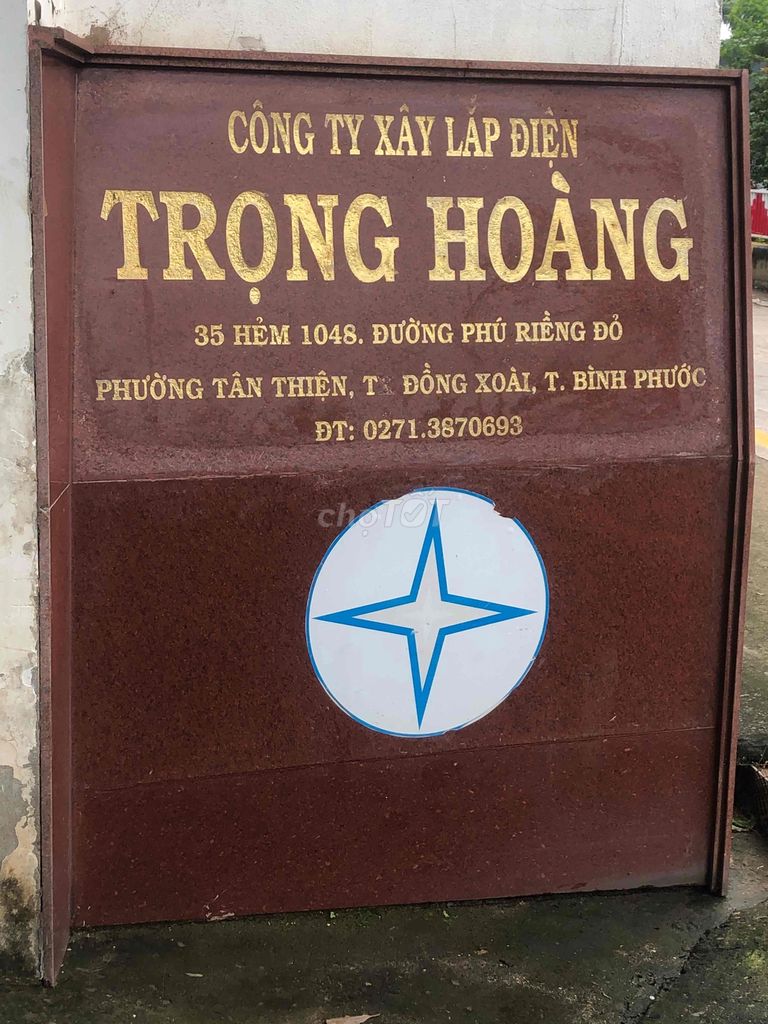 CÔNG TY XÂY LẮP ĐIỆN
TRỌNG HOÀNG
35 HẺM 1048. ĐƯỜNG PHÚ RIỀNG ĐỎ
PHƯỜNG TÂN THIỆN, TX ĐỒNG XOÀI, T. BÌNH PHƯỚC
ĐT: 0271.3870693
chợTỐT